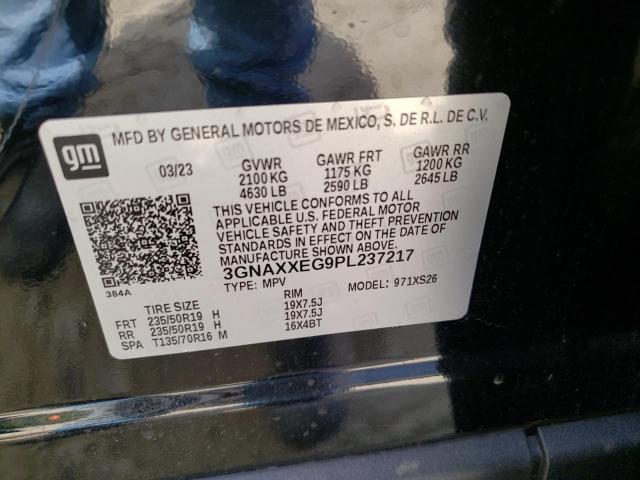 gm
MFD BY GENERAL MOTORS DE MEXICO, S. DE R.L. DE C.V.
03/23 GVWR GAWR FRT GAWR RR
2100 KG 1175 KG 1200 KG
4630 LB 2590 LB 2645 LB
THIS VEHICLE CONFORMS TO ALL
APPLICABLE U.S. FEDERAL MOTOR
VEHICLE SAFETY AND THEFT PREVENTION
STANDARDS IN EFFECT ON THE DATE OF
MANUFACTURE SHOWN ABOVE.
3GNAXXEG9PL237217
384A TYPE: MPV MODEL: 971XS26
TIRE SIZE RIM
FRT 235/50R19 H 19X7.5J
RR 235/50R19 H 19X7.5J
SPA T135/70R16 M 16X4BT